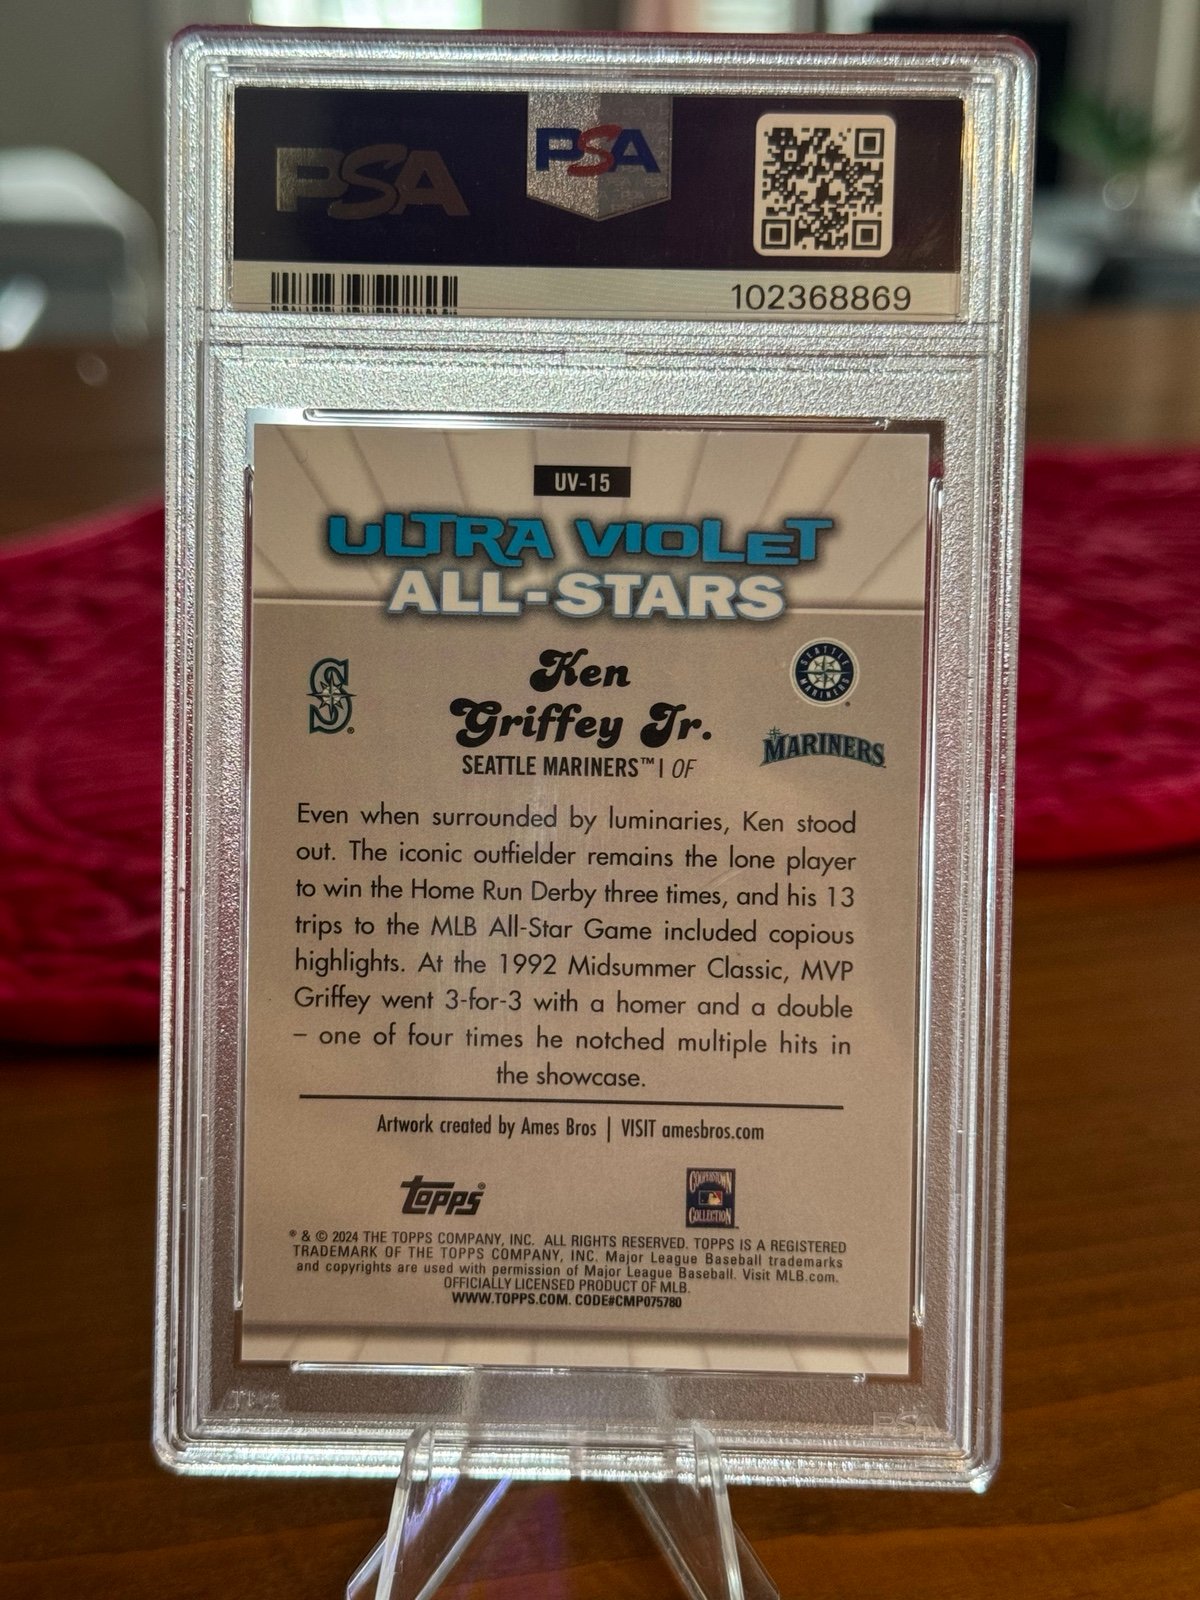 PSA
PSA
102368869
UV-15
ULTRA VIOLET
ALL-STARS
Ken
Griffey Jr.
SEATTLE MARINERS™ | OF
S®
SEATTLE MARINERS
MARINERS
Even when surrounded by luminaries, Ken stood
out. The iconic outfielder remains the lone player
to win the Home Run Derby three times, and his 13
trips to the MLB All-Star Game included copious
highlights. At the 1992 Midsummer Classic, MVP
Griffey went 3-for-3 with a homer and a double
– one of four times he notched multiple hits in
the showcase.
Artwork created by Ames Bros | VISIT amesbros.com
Topps®
COOPERSTOWN
COLLECTION
® & © 2024 THE TOPPS COMPANY, INC. ALL RIGHTS RESERVED. TOPPS IS A REGISTERED
TRADEMARK OF THE TOPPS COMPANY, INC. Major League Baseball trademarks
and copyrights are used with permission of Major League Baseball. Visit MLB.com.
OFFICIALLY LICENSED PRODUCT OF MLB.
WWW.TOPPS.COM. CODE#CMP075780
PSA